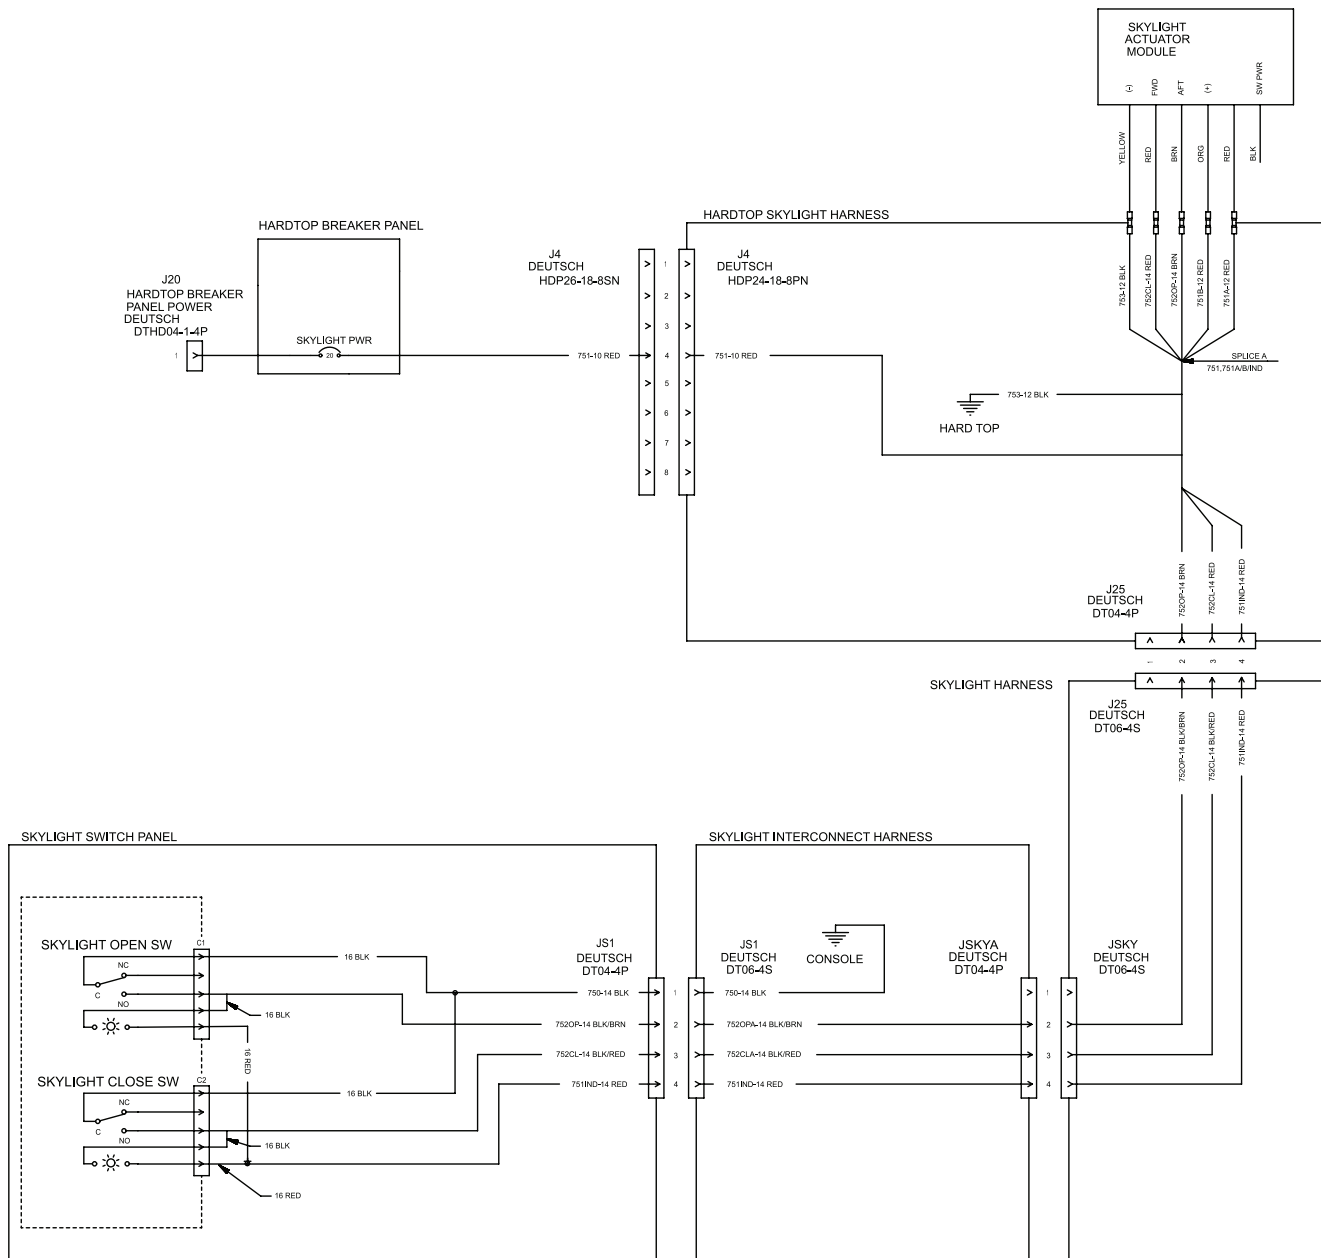 SKYLIGHT
ACTUATOR
MODULE
(-)
FWD
AFT
(+)
SW PWR
YELLOW
RED
BRN
ORG
RED
BLK
HARDTOP SKYLIGHT HARNESS
753-12 BLK
752CL-14 RED
752OP-14 BRN
751B-12 RED
751A-12 RED
SPLICE A
751,751A/B/IND
HARDTOP BREAKER PANEL
J20
HARDTOP BREAKER
PANEL POWER
DEUTSCH
DTHD04-1-4P
1
SKYLIGHT PWR
20
751-10 RED
J4
DEUTSCH
HDP26-18-8SN
1
2
3
4
5
6
7
8
J4
DEUTSCH
HDP24-18-8PN
751-10 RED
753-12 BLK
HARD TOP
752OP-14 BRN
752CL-14 RED
751IND-14 RED
J25
DEUTSCH
DT04-4P
1
2
3
4
SKYLIGHT HARNESS
J25
DEUTSCH
DT06-4S
752OP-14 BLK/BRN
752CL-14 BLK/RED
751IND-14 RED
SKYLIGHT SWITCH PANEL
SKYLIGHT OPEN SW
C1
NC
C
NO
16 BLK
16 BLK
16 RED
SKYLIGHT CLOSE SW
C2
NC
C
NO
16 BLK
16 BLK
16 RED
JS1
DEUTSCH
DT04-4P
750-14 BLK
752OP-14 BLK/BRN
752CL-14 BLK/RED
751IND-14 RED
1
2
3
4
SKYLIGHT INTERCONNECT HARNESS
JS1
DEUTSCH
DT06-4S
CONSOLE
750-14 BLK
752OPA-14 BLK/BRN
752CLA-14 BLK/RED
751IND-14 RED
JSKYA
DEUTSCH
DT04-4P
1
2
3
4
JSKY
DEUTSCH
DT06-4S